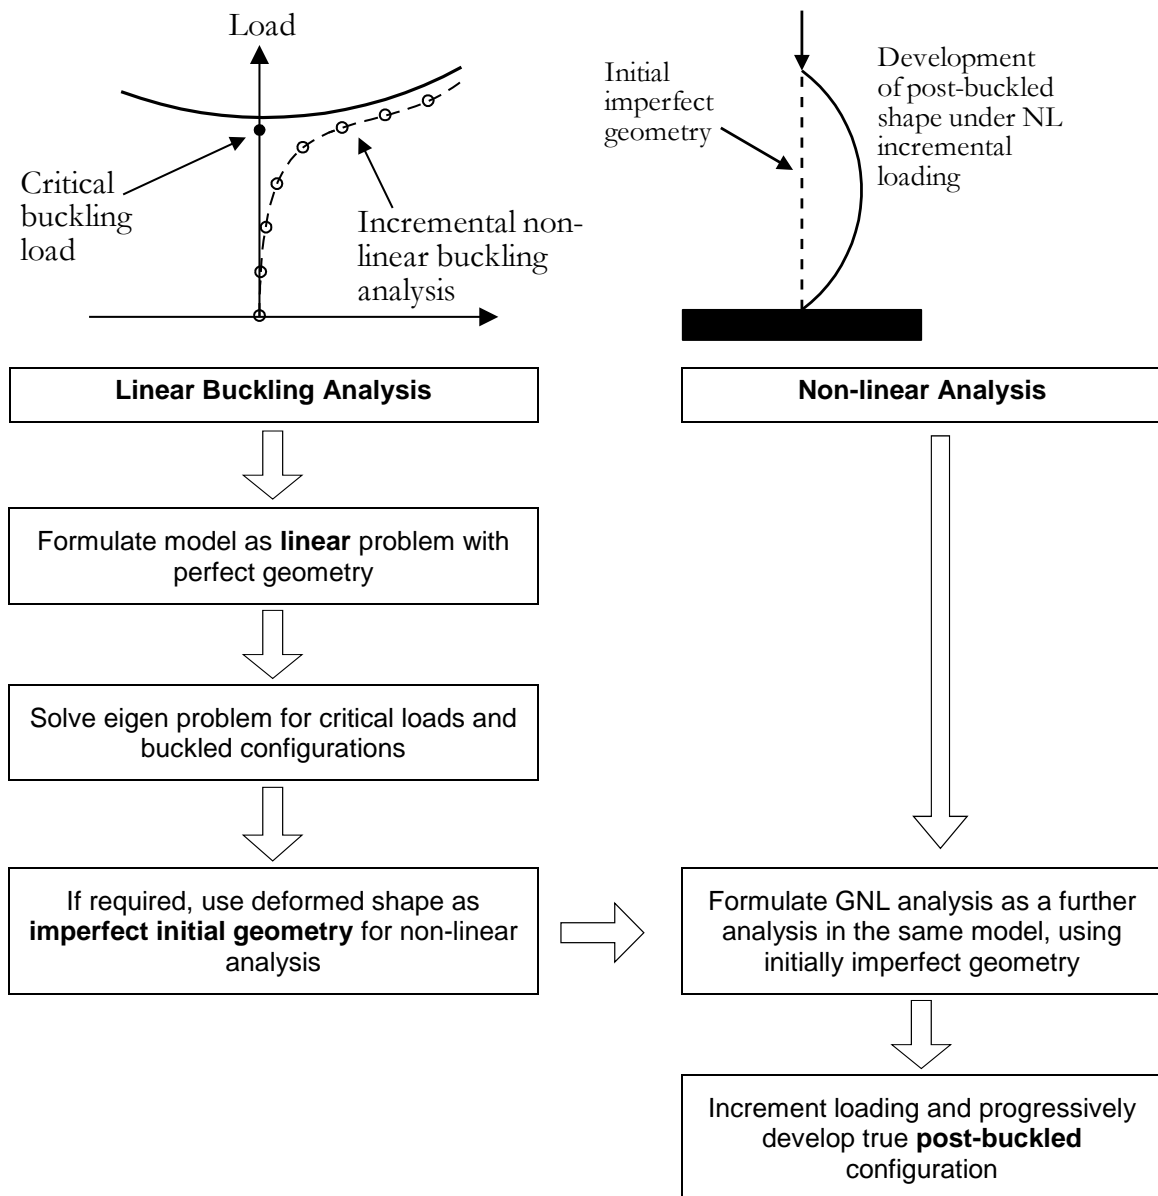 Load
Critical
buckling
load
Incremental non-
linear buckling
analysis
Initial
imperfect
geometry
Development
of post-buckled
shape under NL
incremental
loading
Linear Buckling Analysis
Formulate model as linear problem with
perfect geometry
Solve eigen problem for critical loads and
buckled configurations
If required, use deformed shape as
imperfect initial geometry for non-linear
analysis
Non-linear Analysis
Formulate GNL analysis as a further
analysis in the same model, using
initially imperfect geometry
Increment loading and progressively
develop true post-buckled
configuration